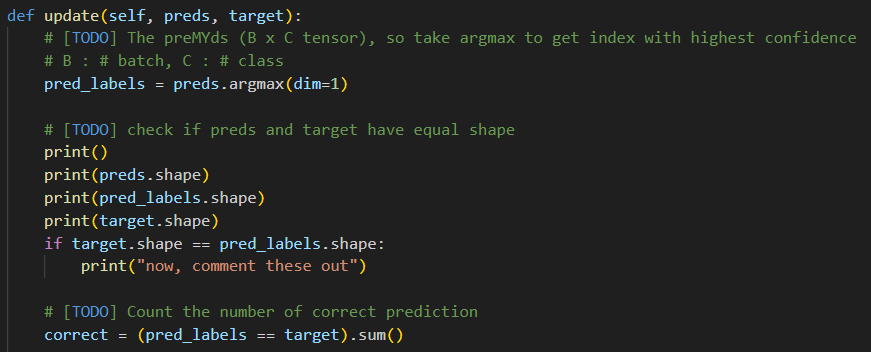 def update(self, preds, target):
    # [TODO] The preMYds (B x C tensor), so take argmax to get index with highest confidence
    # B : # batch, C : # class
    pred_labels = preds.argmax(dim=1)

    # [TODO] check if preds and target have equal shape
    print()
    print(preds.shape)
    print(pred_labels.shape)
    print(target.shape)
    if target.shape == pred_labels.shape:
        print("now, comment these out")

    # [TODO] Count the number of correct prediction
    correct = (pred_labels == target).sum()